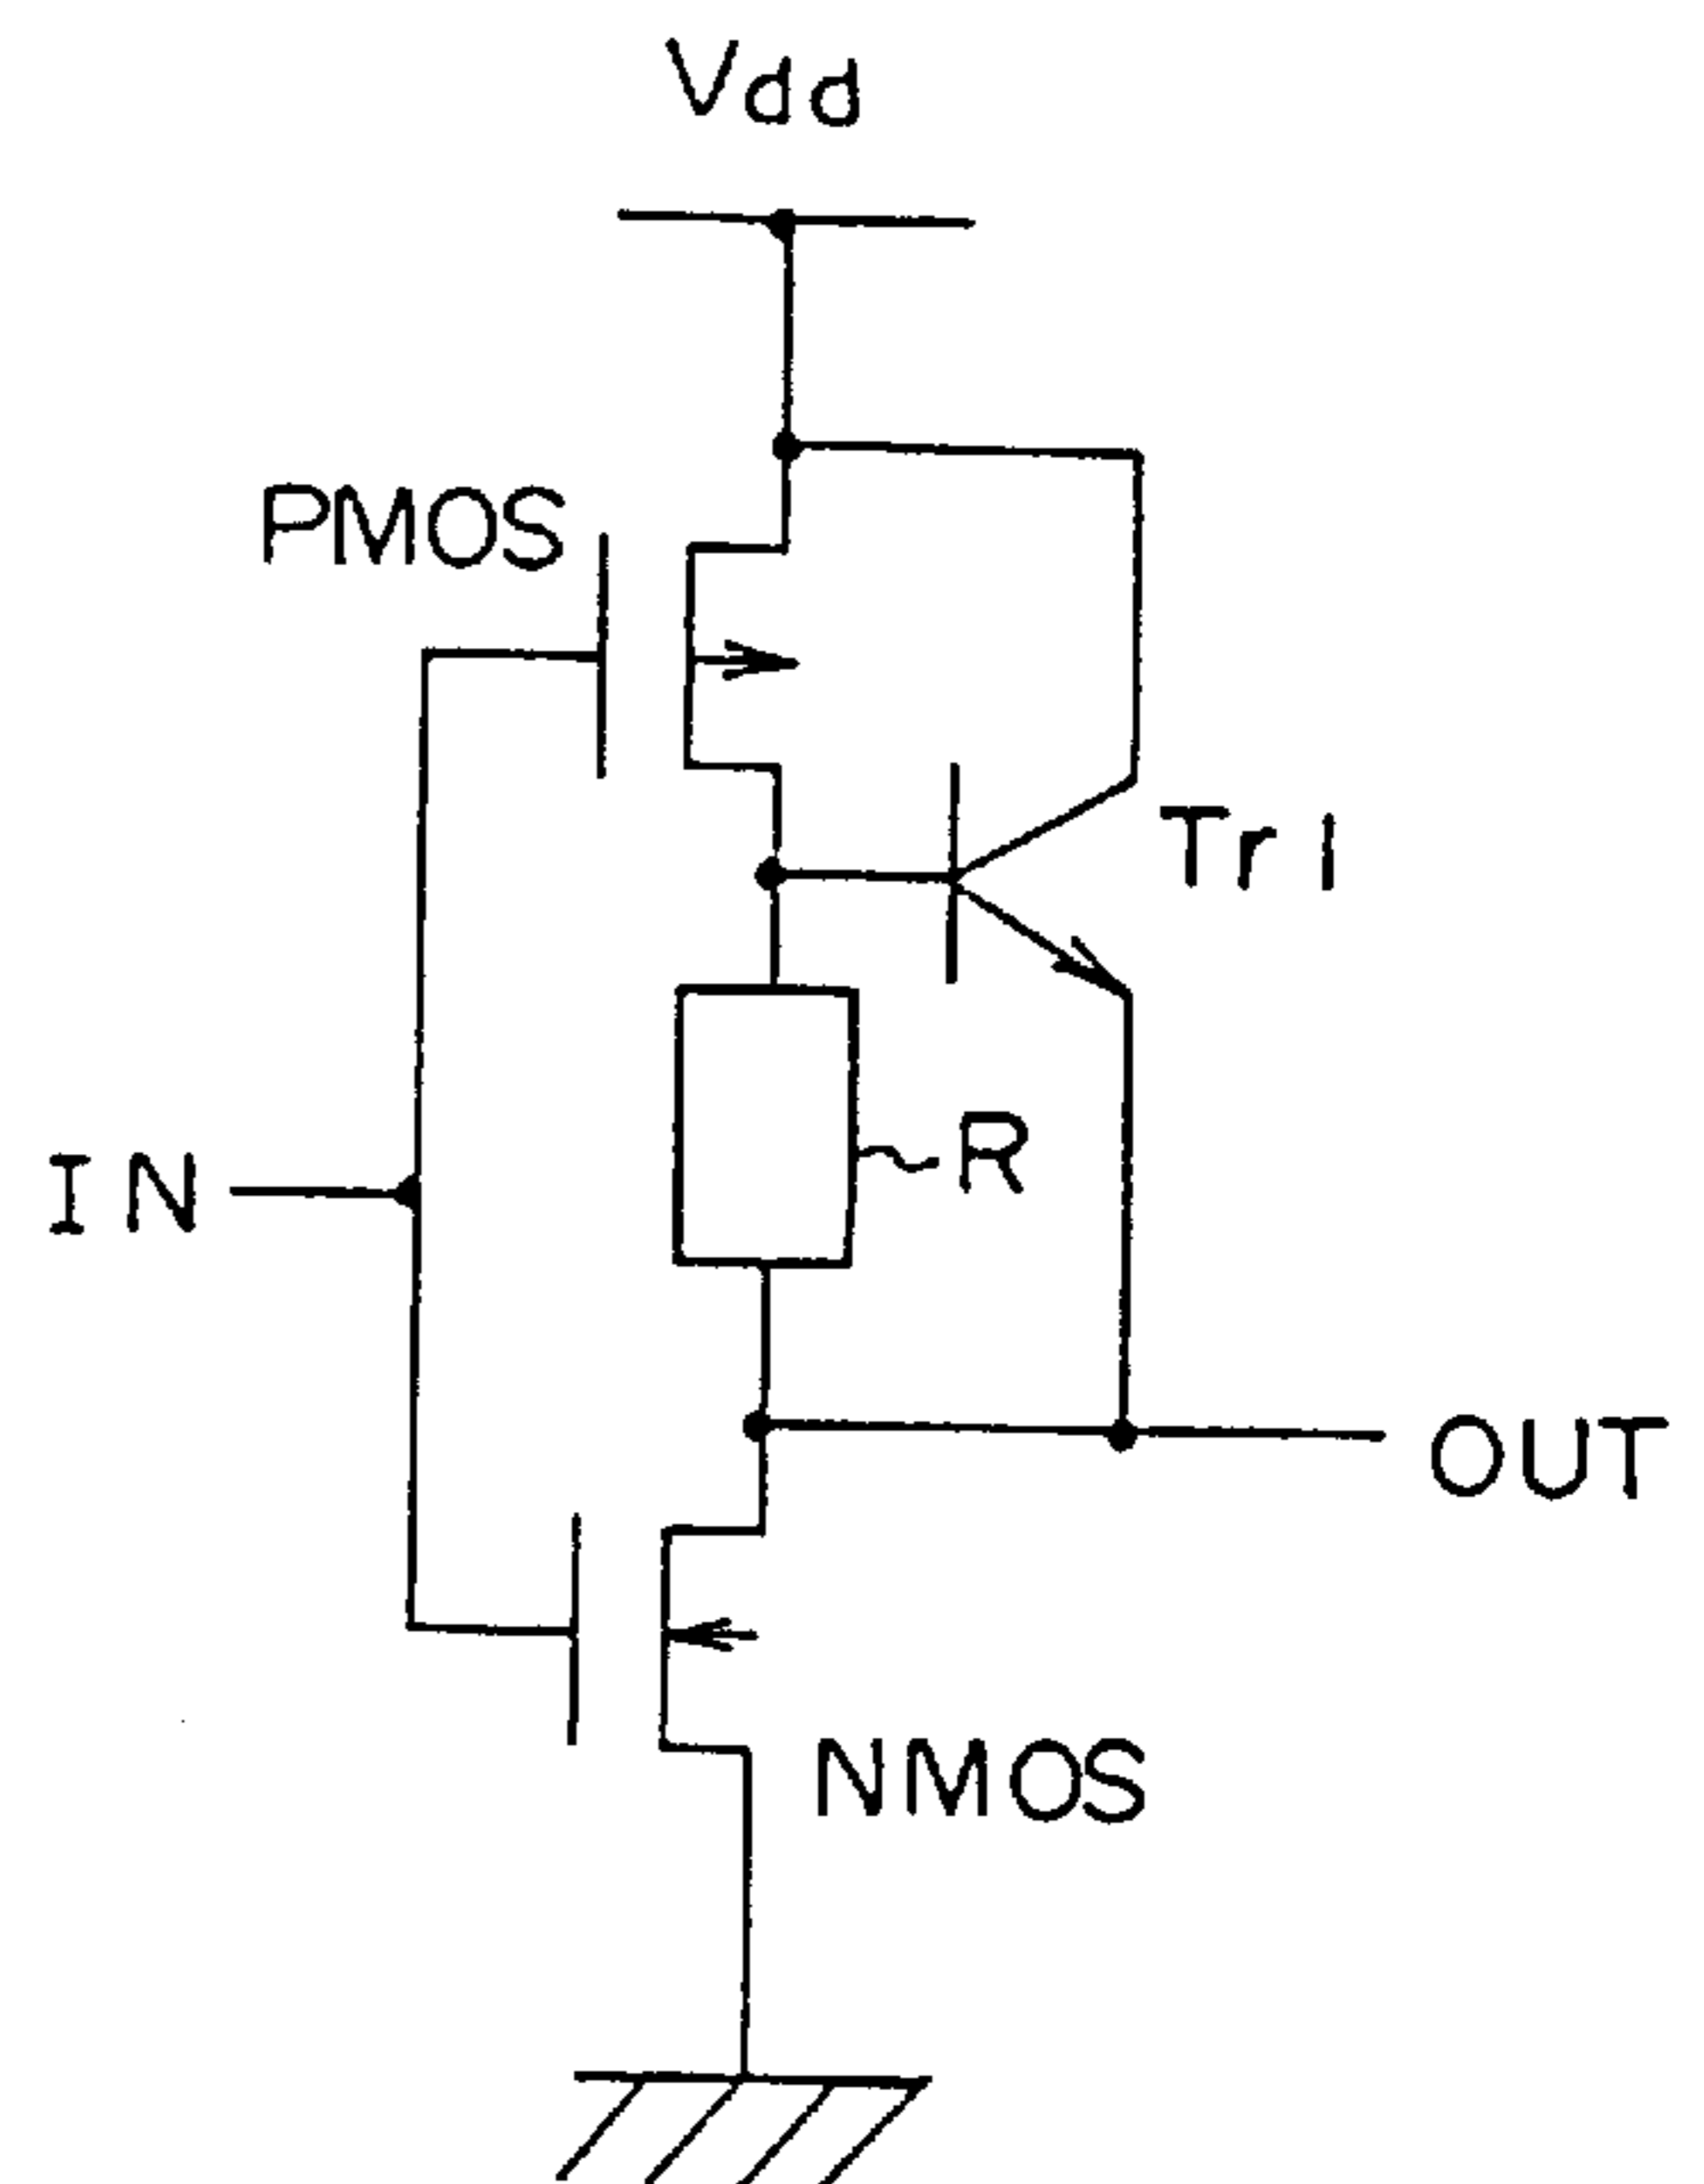 Vdd
PMOS
Tr1
R
IN
OUT
NMOS